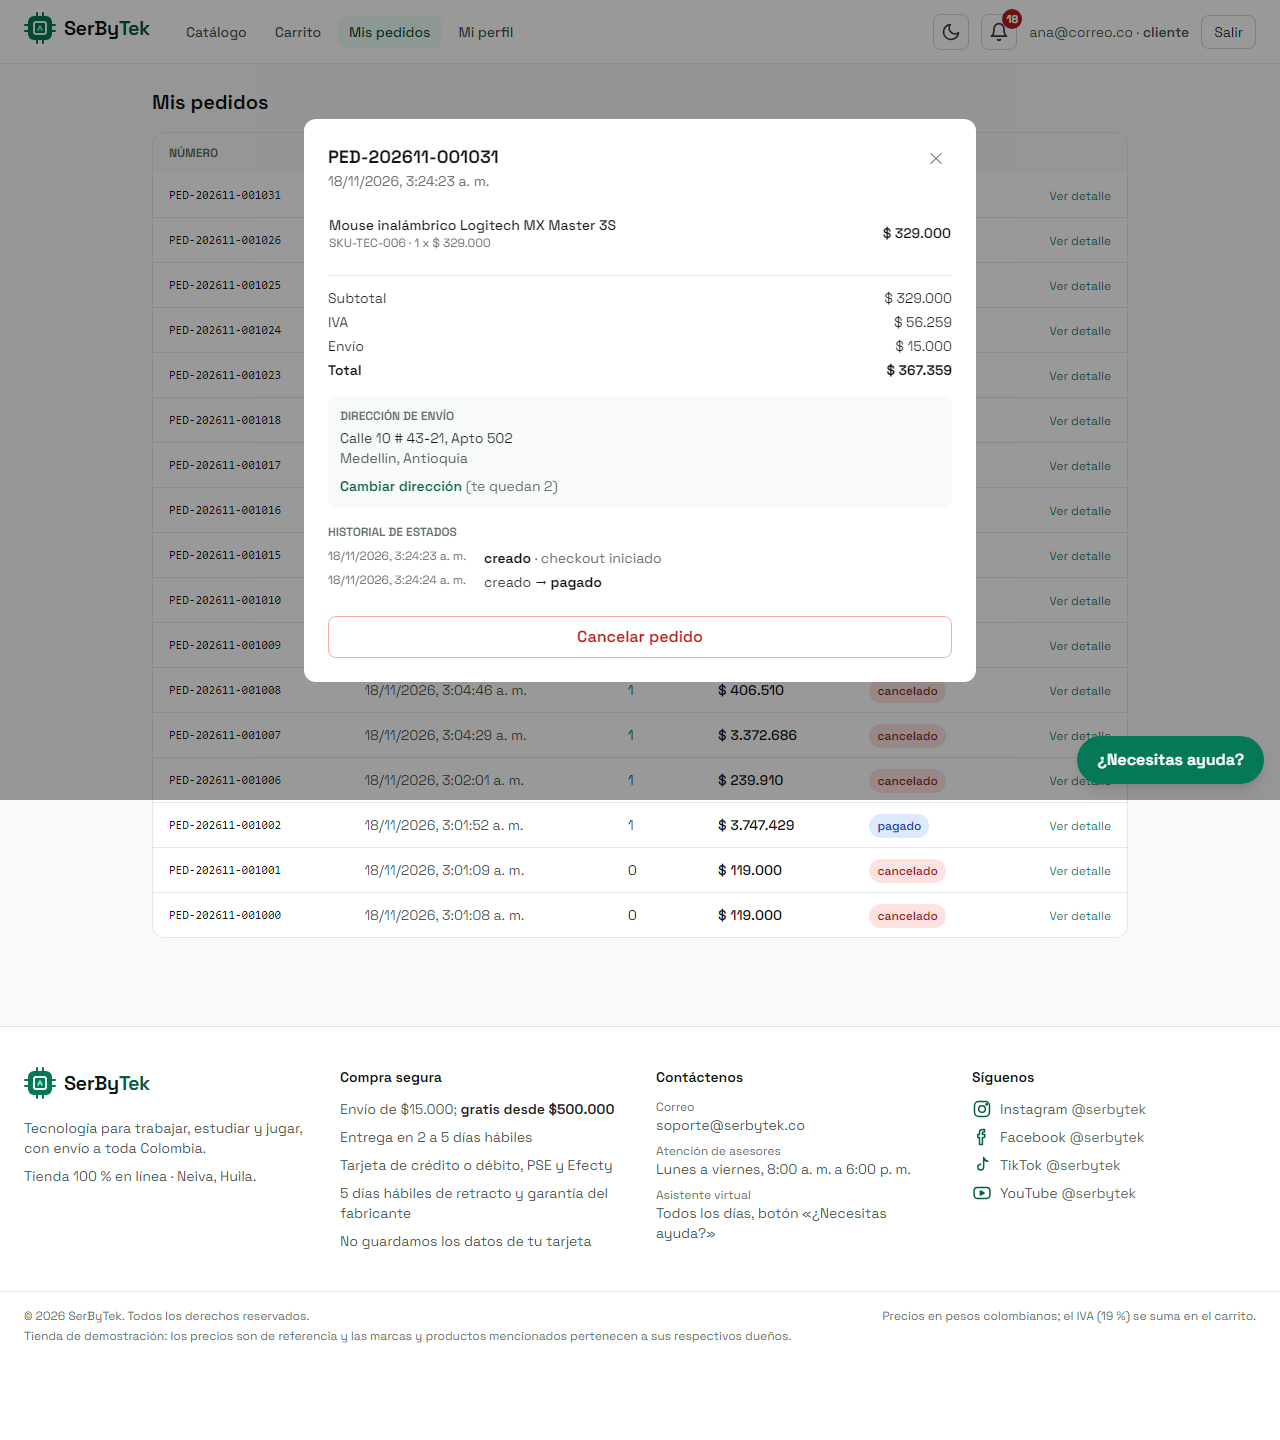 SerByTek
Catálogo Carrito Mis pedidos Mi perfil 18 ana@correo.co · cliente Salir
Mis pedidos
NÚMERO
PED-202611-001031 Ver detalle
PED-202611-001026 Ver detalle
PED-202611-001025 Ver detalle
PED-202611-001024 Ver detalle
PED-202611-001023 Ver detalle
PED-202611-001018 Ver detalle
PED-202611-001017 Ver detalle
PED-202611-001016 Ver detalle
PED-202611-001015 Ver detalle
PED-202611-001010 Ver detalle
PED-202611-001009 Ver detalle
PED-202611-001031
18/11/2026, 3:24:23 a. m.
Mouse inalámbrico Logitech MX Master 3S
SKU-TEC-006 · 1 x $ 329.000 $ 329.000
Subtotal $ 329.000
IVA $ 56.259
Envío $ 15.000
Total $ 367.359
DIRECCIÓN DE ENVÍO
Calle 10 # 43-21, Apto 502
Medellín, Antioquia
Cambiar dirección (te quedan 2)
HISTORIAL DE ESTADOS
18/11/2026, 3:24:23 a. m. creado · checkout iniciado
18/11/2026, 3:24:24 a. m. creado → pagado
Cancelar pedido
PED-202611-001008 18/11/2026, 3:04:46 a. m. 1 $ 406.510 cancelado Ver detalle
PED-202611-001007 18/11/2026, 3:04:29 a. m. 1 $ 3.372.686 cancelado Ver detalle
¿Necesitas ayuda?
PED-202611-001006 18/11/2026, 3:02:01 a. m. 1 $ 239.910 cancelado Ver detalle
PED-202611-001002 18/11/2026, 3:01:52 a. m. 1 $ 3.747.429 pagado Ver detalle
PED-202611-001001 18/11/2026, 3:01:09 a. m. 0 $ 119.000 cancelado Ver detalle
PED-202611-001000 18/11/2026, 3:01:08 a. m. 0 $ 119.000 cancelado Ver detalle
SerByTek
Tecnología para trabajar, estudiar y jugar,
con envío a toda Colombia.
Tienda 100 % en línea · Neiva, Huila.
Compra segura
Envío de $15.000; gratis desde $500.000
Entrega en 2 a 5 días hábiles
Tarjeta de crédito o débito, PSE y Efecty
5 días hábiles de retracto y garantía del
fabricante
No guardamos los datos de tu tarjeta
Contáctenos
Correo
soporte@serbytek.co
Atención de asesores
Lunes a viernes, 8:00 a. m. a 6:00 p. m.
Asistente virtual
Todos los días, botón «¿Necesitas
ayuda?»
Síguenos
Instagram @serbytek
Facebook @serbytek
TikTok @serbytek
YouTube @serbytek
© 2026 SerByTek. Todos los derechos reservados. Precios en pesos colombianos; el IVA (19 %) se suma en el carrito.
Tienda de demostración: los precios son de referencia y las marcas y productos mencionados pertenecen a sus respectivos dueños.